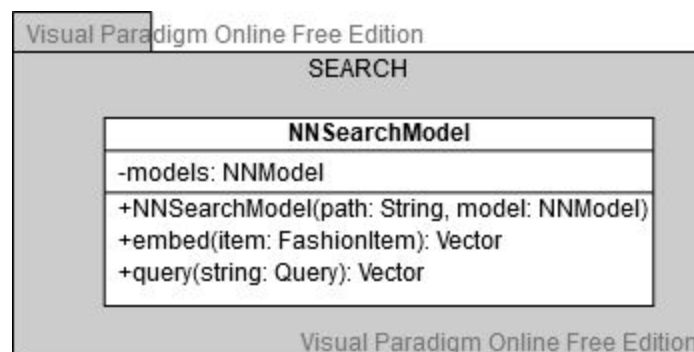 Visual Paradigm Online Free Edition
SEARCH
NNSearchModel
-models: NNModel
+NNSearchModel(path: String, model: NNModel)
+embed(item: FashionItem): Vector
+query(string: Query): Vector
Visual Paradigm Online Free Edition